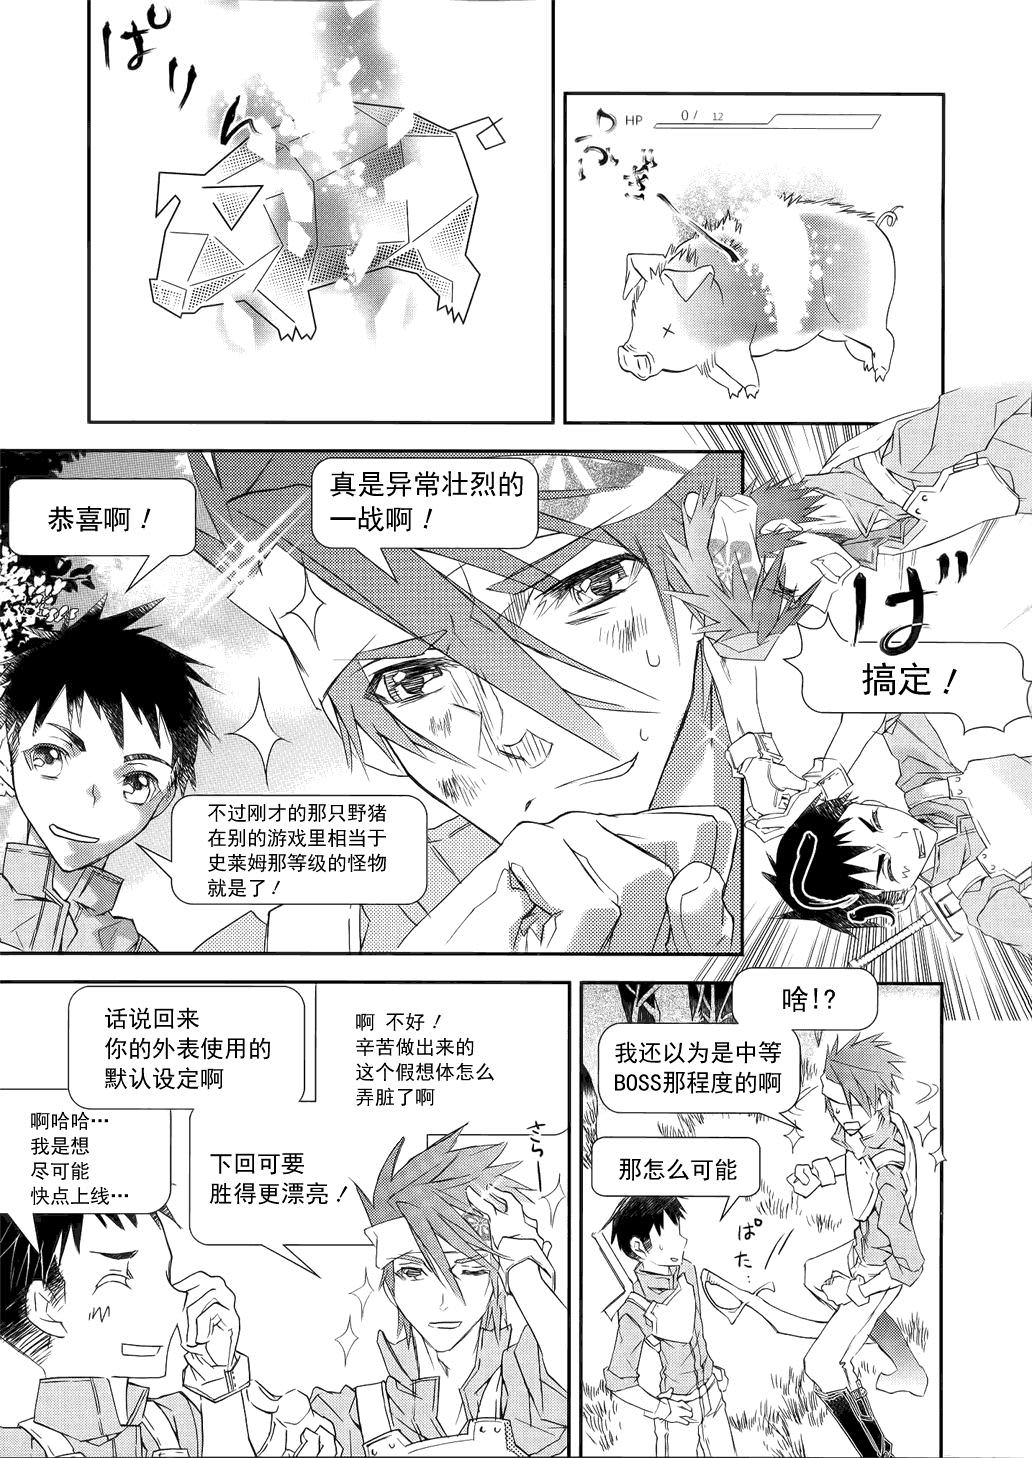 HP 0/ 12
ぷぎ
ぱりん
ば
搞定！
真是异常壮烈的
一战啊！
恭喜啊！
不过刚才的那只野猪
在别的游戏里相当于
史莱姆那等级的怪物
就是了！
啥!?
我还以为是中等
BOSS那程度的啊
那怎么可能
ぱた…
啊 不好！
辛苦做出来的
这个假想体怎么
弄脏了啊
さらー
下回可要
胜得更漂亮！
话说回来
你的外表使用的
默认设定啊
啊哈哈…
我是想
尽可能
快点上线…